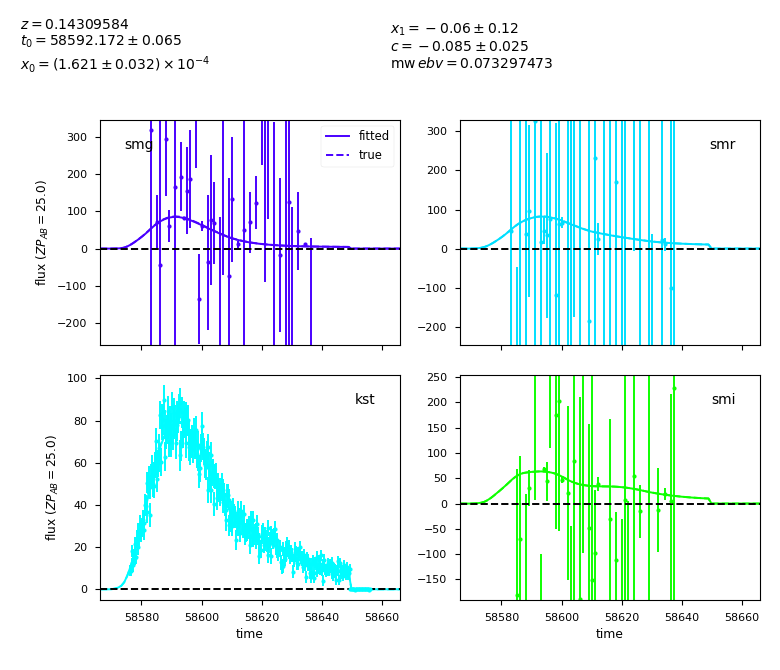 z = 0.14309584
t₀ = 58592.172 ± 0.065
x₀ = (1.621 ± 0.032) × 10⁻⁴
x₁ = −0.06 ± 0.12
c = −0.085 ± 0.025
mwebv = 0.073297473
smg
fitted
true
300
200
100
0
−100
−200
flux (ZP_AB = 25.0)
smr
300
200
100
0
−100
−200
kst
100
80
60
40
20
0
flux (ZP_AB = 25.0)
58580 58600 58620 58640 58660
time
smi
250
200
150
100
50
0
−50
−100
−150
58580 58600 58620 58640 58660
time